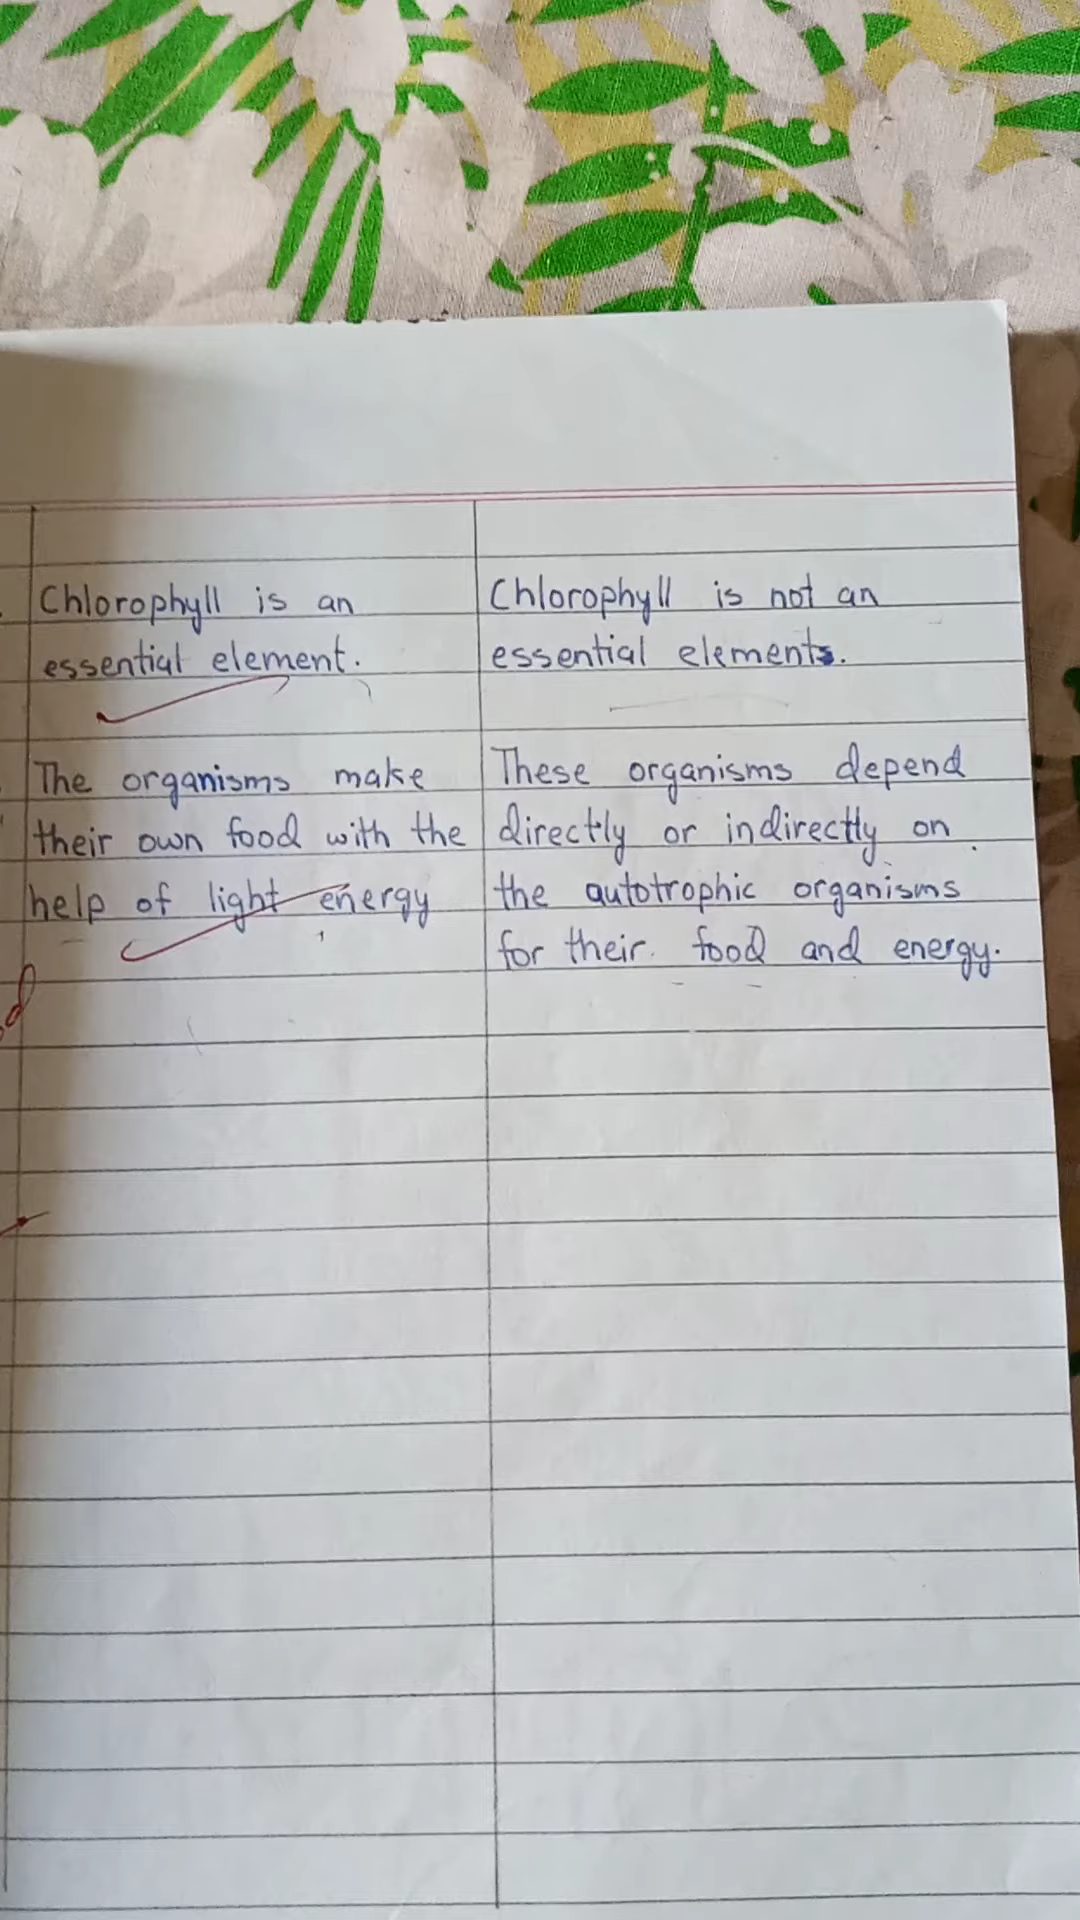 Chlorophyll is an
essential element.
Chlorophyll is not an
essential elements.
The organisms make
their own food with the
help of light energy
These organisms depend
directly or indirectly on
the autotrophic organisms
for their food and energy.